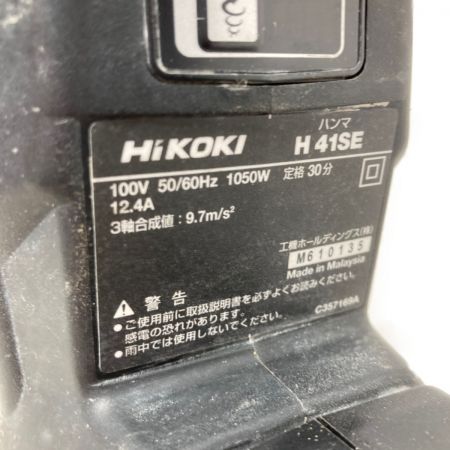 HiKOKI
ハンマ
H 41SE
100V 50/60Hz 1050W 定格 30分
12.4A
3軸合成値: 9.7m/s²
工機ホールディングス(株)
M610135
Made in Malaysia
警告
●ご使用前に取扱説明書を必ずよくお読みください。
感電の恐れがあります。
●雨中では使用しないでください。
C357169A